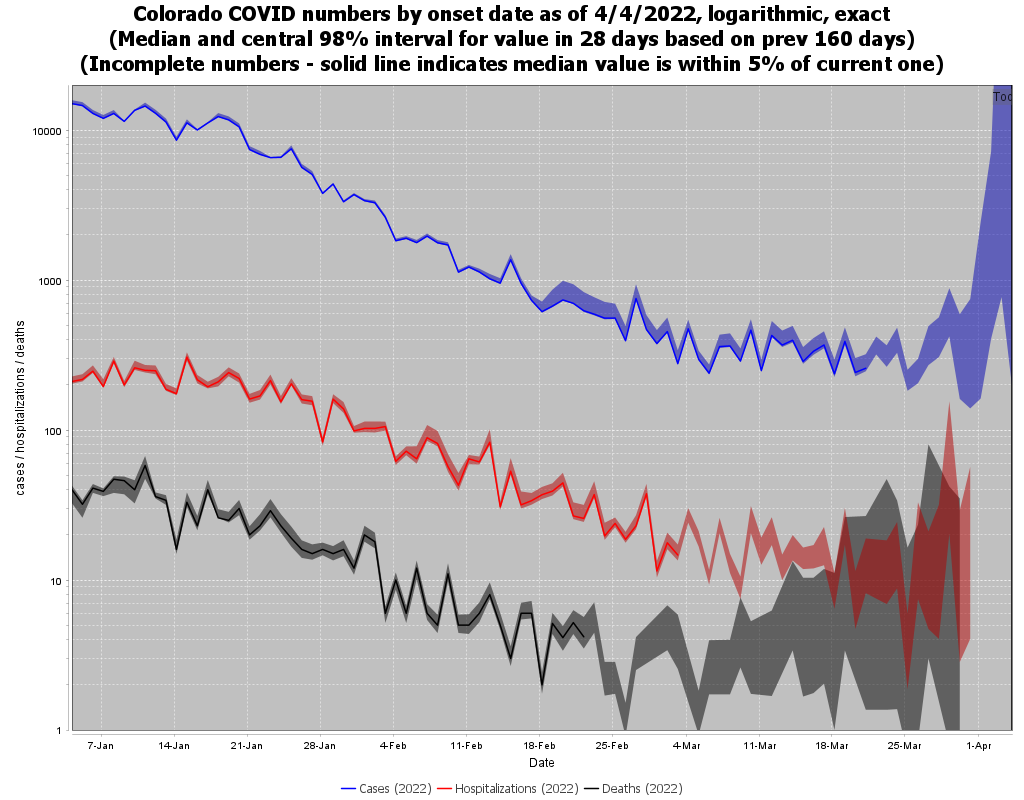 Colorado COVID numbers by onset date as of 4/4/2022, logarithmic, exact
(Median and central 98% interval for value in 28 days based on prev 160 days)
(Incomplete numbers - solid line indicates median value is within 5% of current one)
cases / hospitalizations / deaths
10000
1000
100
10
1
7-Jan 14-Jan 21-Jan 28-Jan 4-Feb 11-Feb 18-Feb 25-Feb 4-Mar 11-Mar 18-Mar 25-Mar 1-Apr
Date
Cases (2022) Hospitalizations (2022) Deaths (2022)